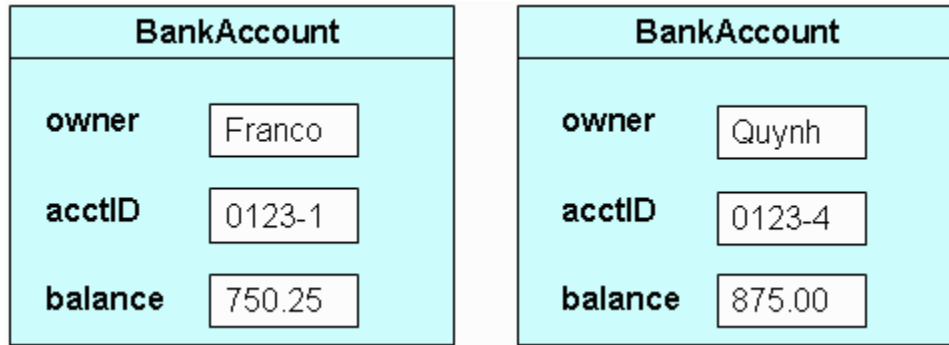 BankAccount
owner Franco
acctID 0123-1
balance 750.25
BankAccount
owner Quynh
acctID 0123-4
balance 875.00